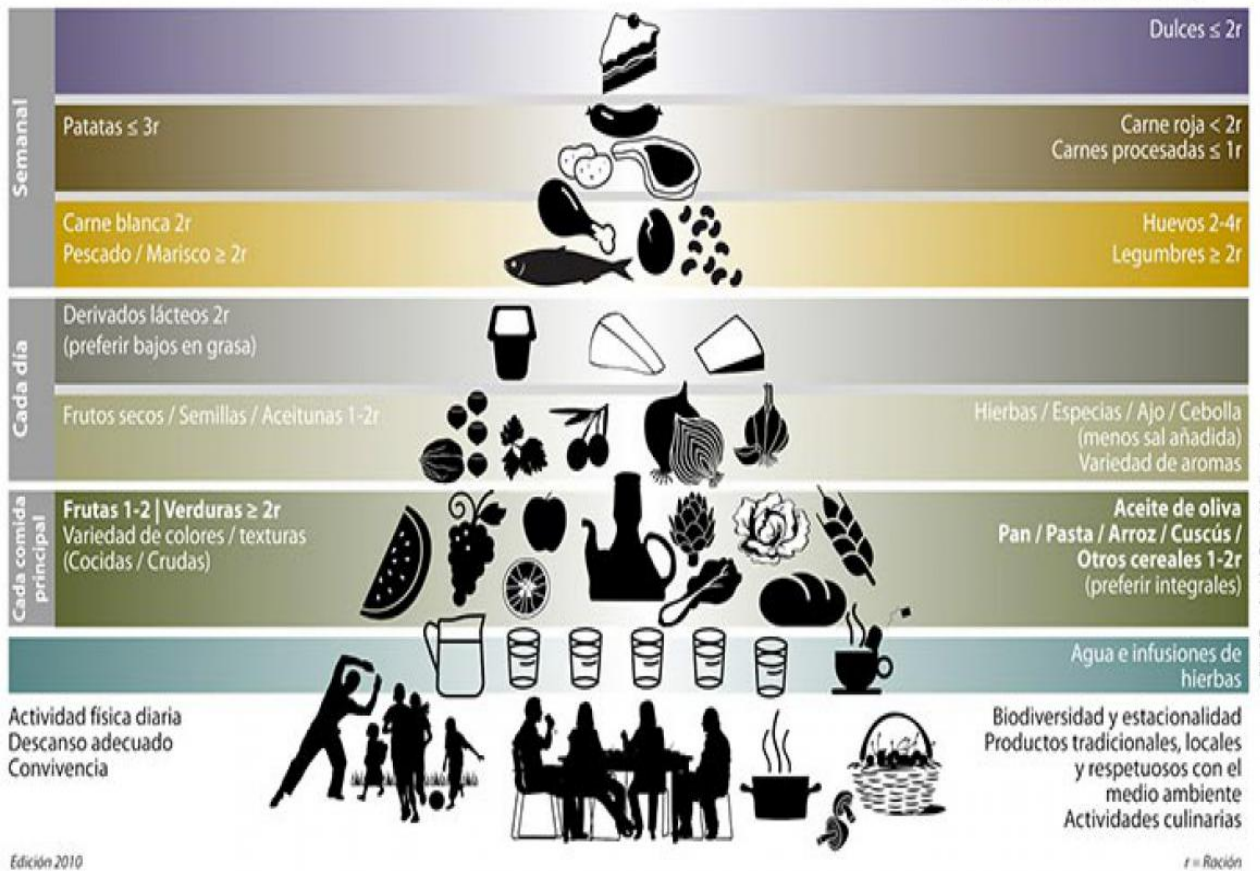 Semanal
Dulces ≤ 2r
Patatas ≤ 3r
Carne roja < 2r
Carnes procesadas ≤ 1r
Carne blanca 2r
Pescado / Marisco ≥ 2r
Huevos 2-4r
Legumbres ≥ 2r
Cada día
Derivados lácteos 2r
(preferir bajos en grasa)
Frutos secos / Semillas / Aceitunas 1-2r
Hierbas / Especias / Ajo / Cebolla
(menos sal añadida)
Variedad de aromas
Cada comida
principal
Frutas 1-2 | Verduras ≥ 2r
Variedad de colores / texturas
(Cocidas / Crudas)
Aceite de oliva
Pan / Pasta / Arroz / Cuscús /
Otros cereales 1-2r
(preferir integrales)
Agua e infusiones de
hierbas
Actividad física diaria
Descanso adecuado
Convivencia
Biodiversidad y estacionalidad
Productos tradicionales, locales
y respetuosos con el
medio ambiente
Actividades culinarias
Edición 2010
r = Ración